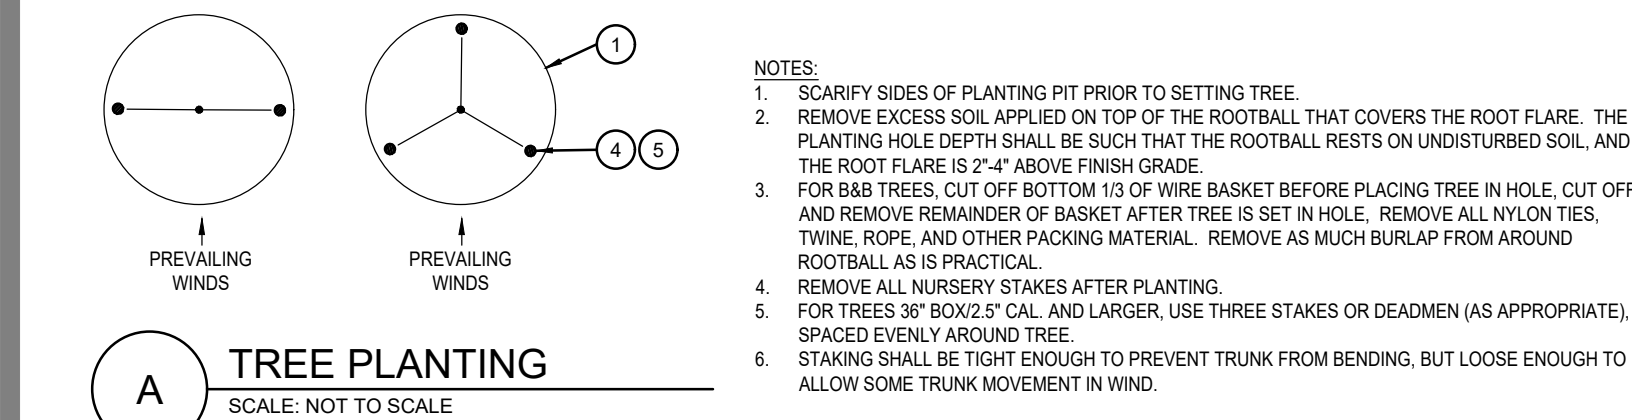 1
4 5
PREVAILING
WINDS
PREVAILING
WINDS
A
TREE PLANTING
SCALE: NOT TO SCALE
NOTES:
1. SCARIFY SIDES OF PLANTING PIT PRIOR TO SETTING TREE.
2. REMOVE EXCESS SOIL APPLIED ON TOP OF THE ROOTBALL THAT COVERS THE ROOT FLARE. THE
PLANTING HOLE DEPTH SHALL BE SUCH THAT THE ROOTBALL RESTS ON UNDISTURBED SOIL, AND
THE ROOT FLARE IS 2"-4" ABOVE FINISH GRADE.
3. FOR B&B TREES, CUT OFF BOTTOM 1/3 OF WIRE BASKET BEFORE PLACING TREE IN HOLE, CUT OFF
AND REMOVE REMAINDER OF BASKET AFTER TREE IS SET IN HOLE, REMOVE ALL NYLON TIES,
TWINE, ROPE, AND OTHER PACKING MATERIAL. REMOVE AS MUCH BURLAP FROM AROUND
ROOTBALL AS IS PRACTICAL.
4. REMOVE ALL NURSERY STAKES AFTER PLANTING.
5. FOR TREES 36" BOX/2.5" CAL. AND LARGER, USE THREE STAKES OR DEADMEN (AS APPROPRIATE),
SPACED EVENLY AROUND TREE.
6. STAKING SHALL BE TIGHT ENOUGH TO PREVENT TRUNK FROM BENDING, BUT LOOSE ENOUGH TO
ALLOW SOME TRUNK MOVEMENT IN WIND.